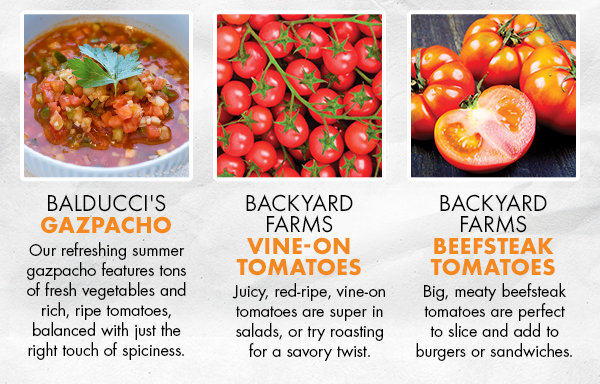 BALDUCCI'S
GAZPACHO
Our refreshing summer
gazpacho features tons
of fresh vegetables and
rich, ripe tomatoes,
balanced with just the
right touch of spiciness.
BACKYARD
FARMS
VINE-ON
TOMATOES
Juicy, red-ripe, vine-on
tomatoes are super in
salads, or try roasting
for a savory twist.
BACKYARD
FARMS
BEEFSTEAK
TOMATOES
Big, meaty beefsteak
tomatoes are perfect
to slice and add to
burgers or sandwiches.